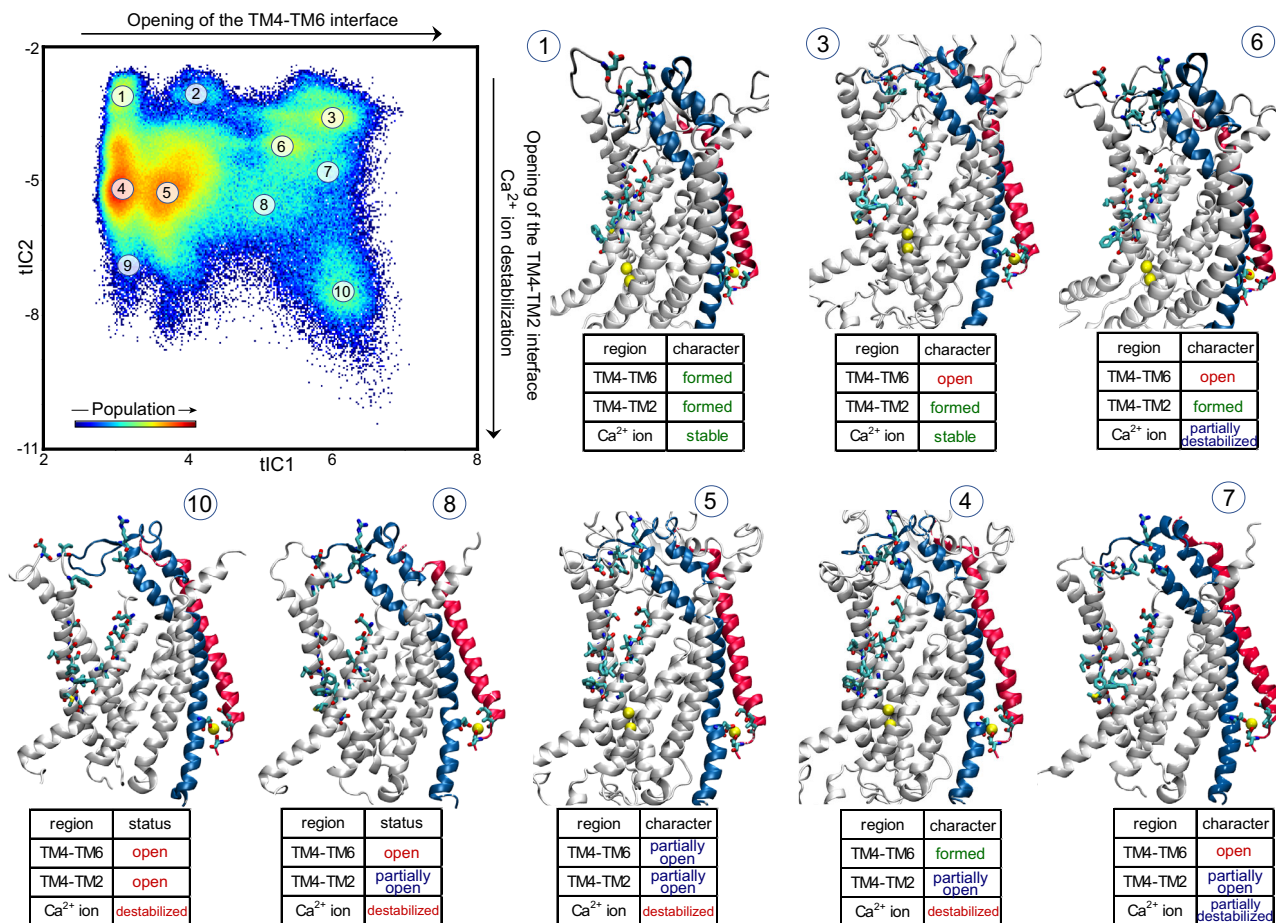 Opening of the TM4-TM6 interface
-2
-5
-8
-11
tIC2
2
4
6
8
tIC1
1
2
3
4
5
6
7
8
9
10
— Population →
Opening of the TM4-TM2 interface
Ca2+ ion destabilization
1
region character
TM4-TM6 formed
TM4-TM2 formed
Ca2+ ion stable
3
region character
TM4-TM6 open
TM4-TM2 formed
Ca2+ ion stable
6
region character
TM4-TM6 open
TM4-TM2 formed
Ca2+ ion partially
destabilized
10
region status
TM4-TM6 open
TM4-TM2 open
Ca2+ ion destabilized
8
region status
TM4-TM6 open
TM4-TM2 partially
open
Ca2+ ion destabilized
5
region character
TM4-TM6 partially
open
TM4-TM2 partially
open
Ca2+ ion destabilized
4
region character
TM4-TM6 formed
TM4-TM2 partially
open
Ca2+ ion destabilized
7
region character
TM4-TM6 open
TM4-TM2 partially
open
Ca2+ ion partially
destabilized